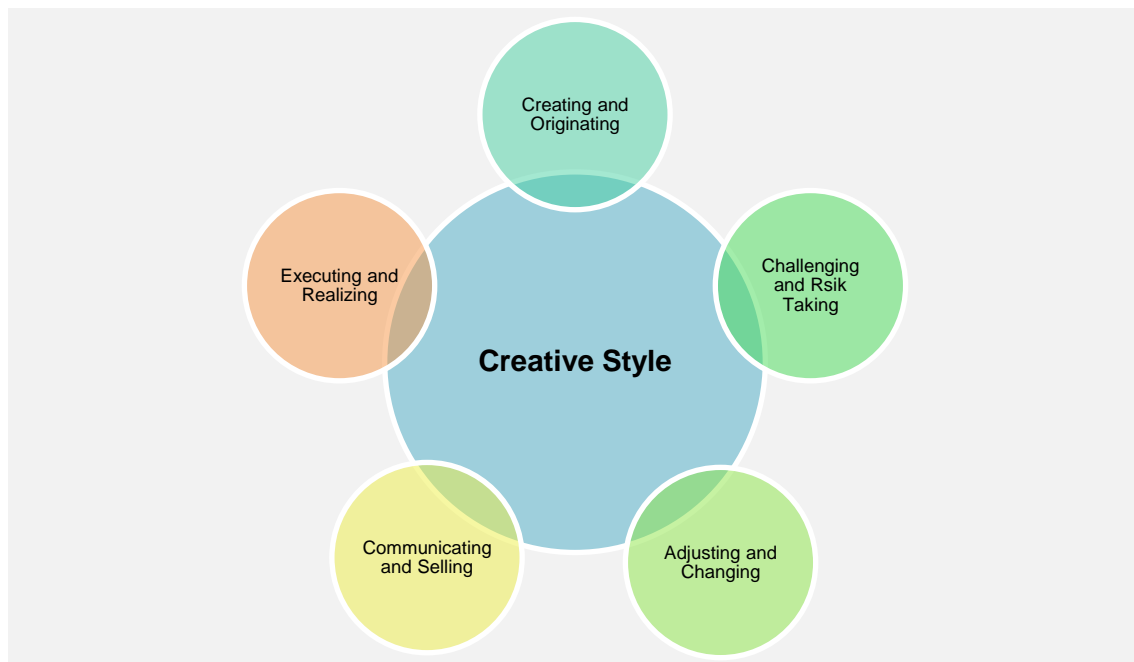 Creating and
Originating
Challenging
and Rsik
Taking
Adjusting and
Changing
Communicating
and Selling
Executing and
Realizing
Creative Style